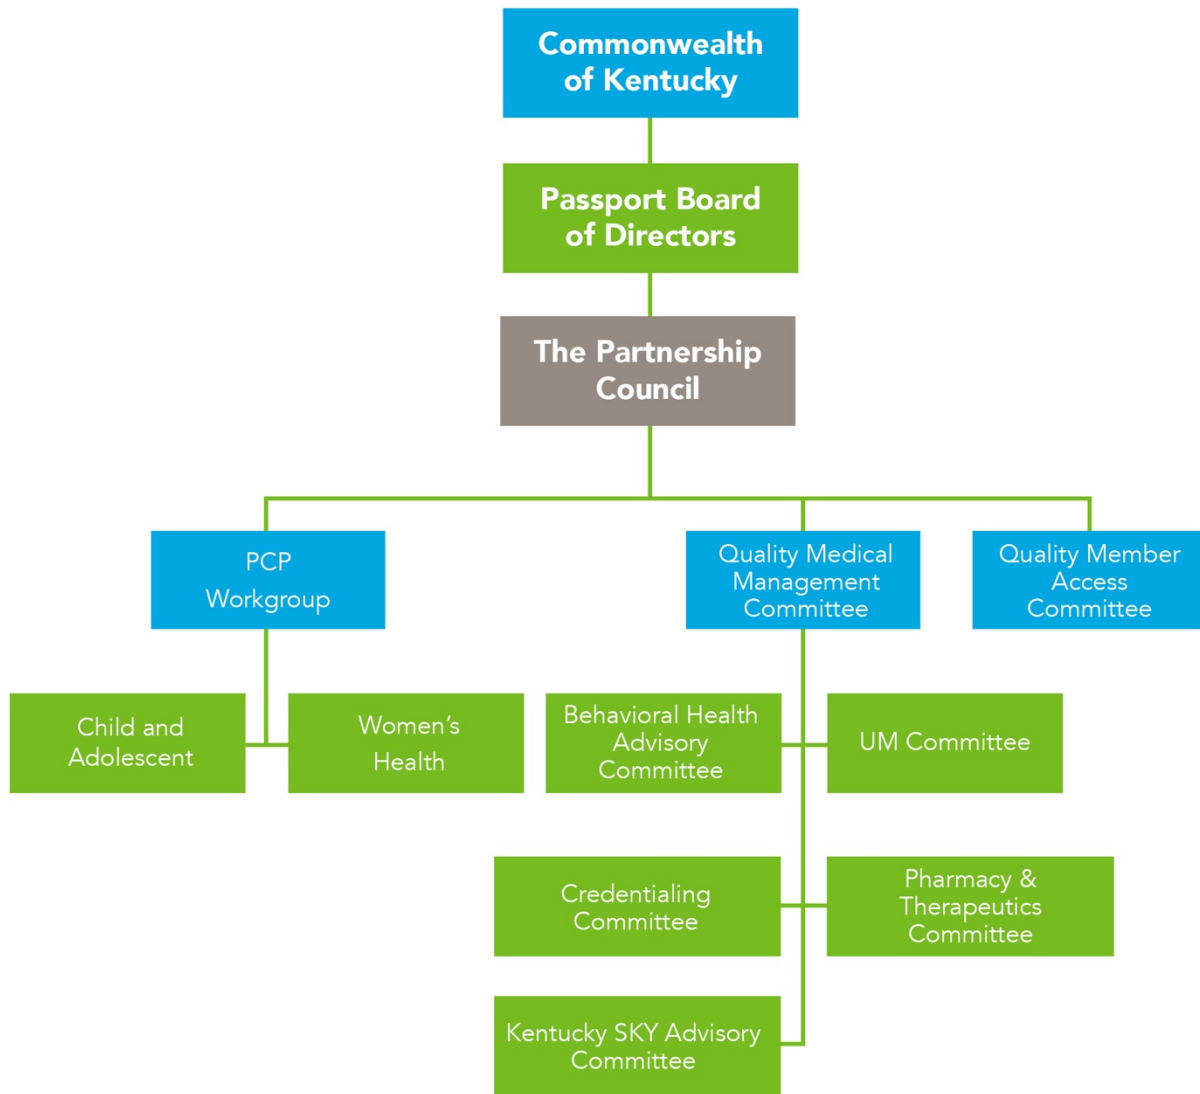 Commonwealth
of Kentucky
Passport Board
of Directors
The Partnership
Council
PCP
Workgroup
Quality Medical
Management
Committee
Quality Member
Access
Committee
Child and
Adolescent
Women’s
Health
Behavioral Health
Advisory
Committee
UM Committee
Credentialing
Committee
Pharmacy &
Therapeutics
Committee
Kentucky SKY Advisory
Committee